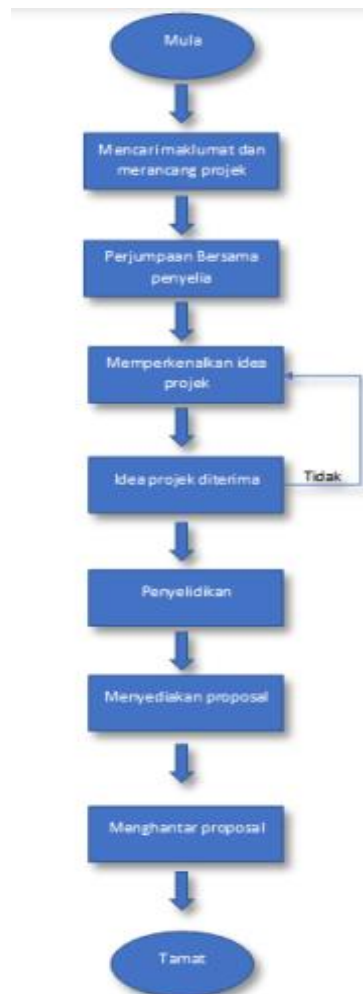 Mula
Mencari maklumat dan
merancang projek
Perjumpaan Bersama
penyelia
Memperkenalkan idea
projek
Idea projek diterima
Tidak
Penyelidikan
Menyediakan proposal
Menghantar proposal
Tamat